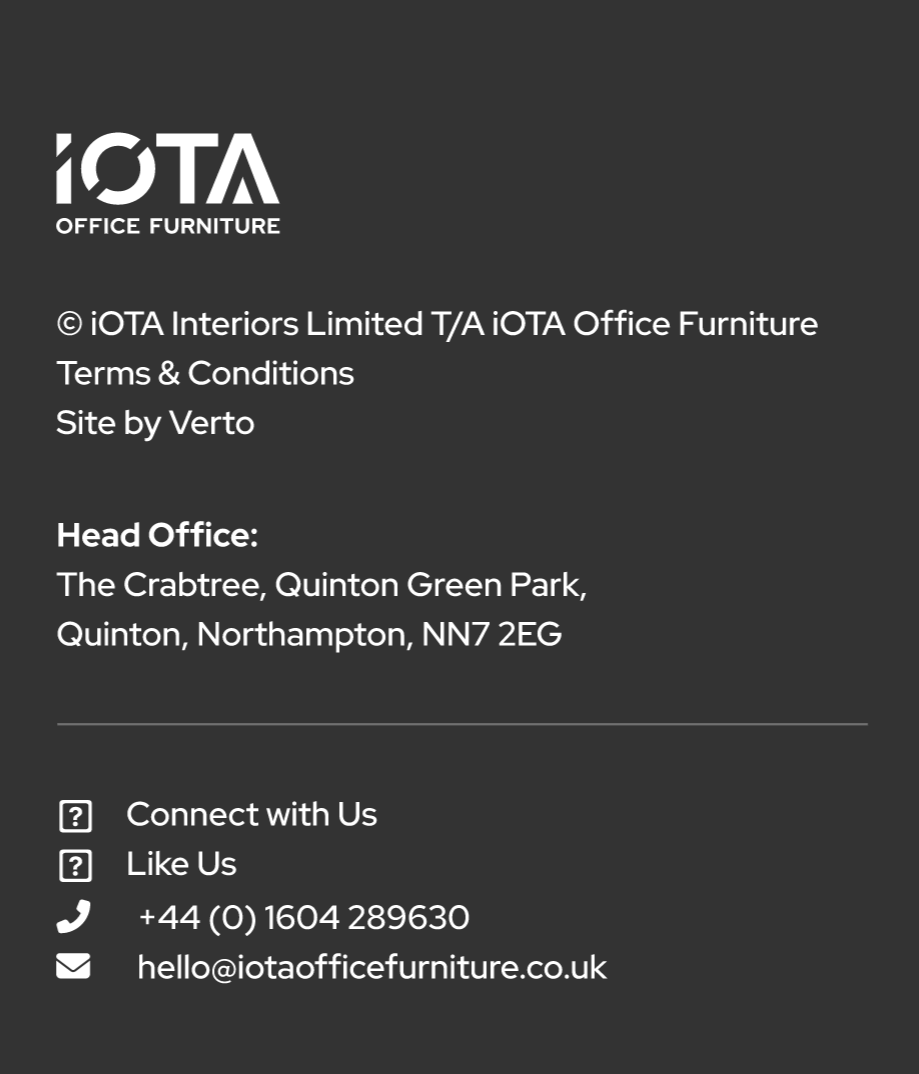 iOTA
OFFICE FURNITURE
© iOTA Interiors Limited T/A iOTA Office Furniture
Terms & Conditions
Site by Verto
Head Office:
The Crabtree, Quinton Green Park,
Quinton, Northampton, NN7 2EG
? Connect with Us
? Like Us
+44 (0) 1604 289630
hello@iotaofficefurniture.co.uk